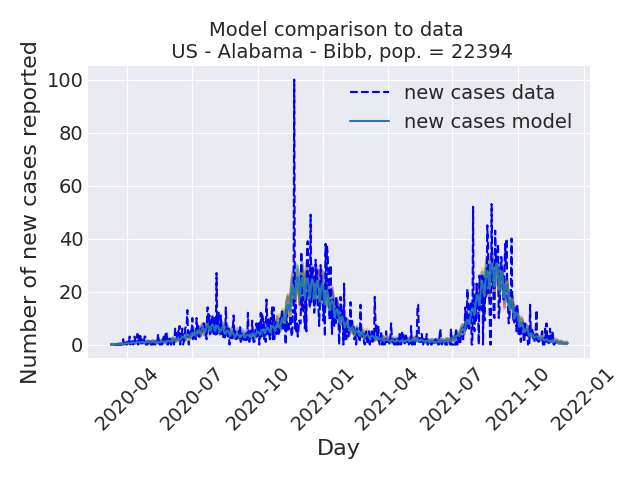 Model comparison to data
US - Alabama - Bibb, pop. = 22394
Number of new cases reported
100
80
60
40
20
0
new cases data
new cases model
2020-04
2020-07
2020-10
2021-01
2021-04
2021-07
2021-10
2022-01
Day